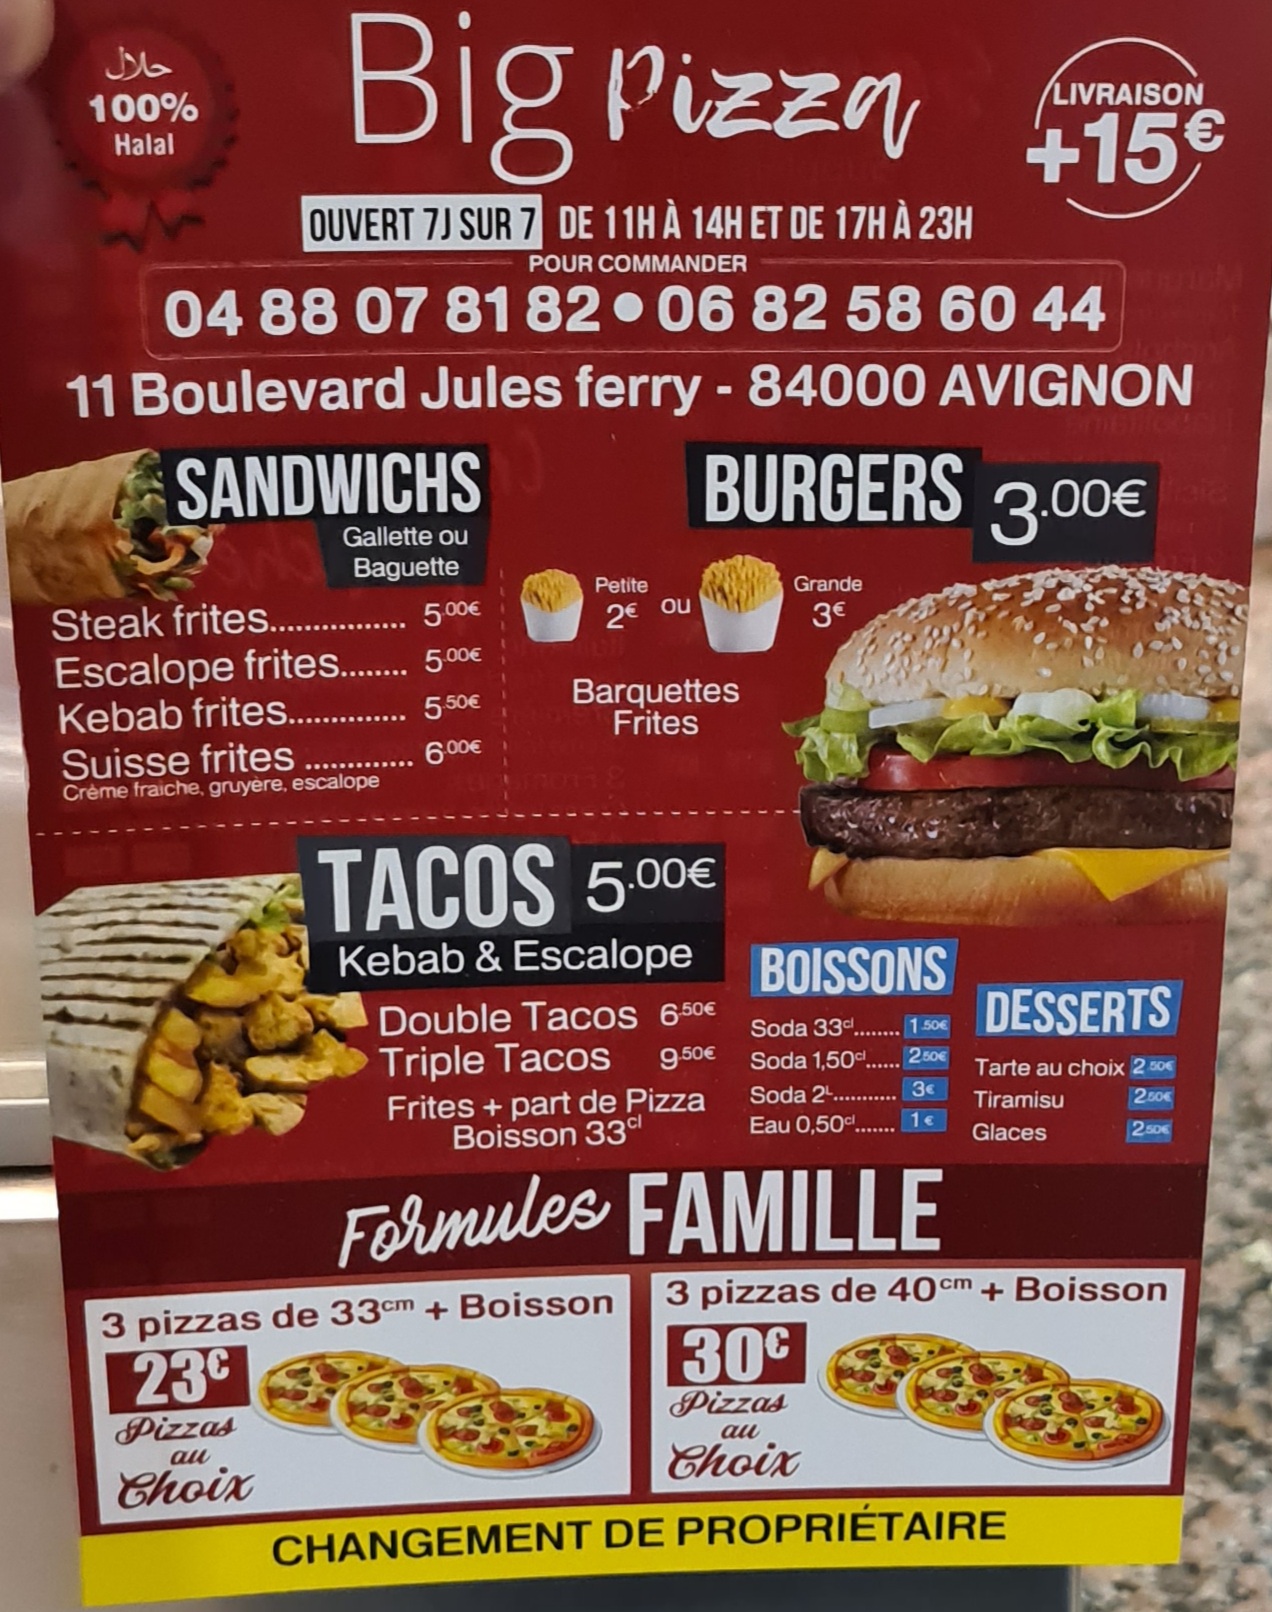 حلال
100%
Halal
Big Pizza
LIVRAISON
+15€
OUVERT 7J SUR 7 DE 11H À 14H ET DE 17H À 23H
POUR COMMANDER
04 88 07 81 82 • 06 82 58 60 44
11 Boulevard Jules ferry - 84000 AVIGNON
SANDWICHS
Gallette ou
Baguette
Steak frites................ 5.00€
Escalope frites........ 5.00€
Kebab frites.............. 5.50€
Suisse frites ............. 6.00€
Crème fraiche, gruyère, escalope
BURGERS 3.00€
Petite
2€
ou
Grande
3€
Barquettes
Frites
TACOS 5.00€
Kebab & Escalope
Double Tacos 6.50€
Triple Tacos 9.50€
Frites + part de Pizza
Boisson 33cl
BOISSONS
Soda 33cl........ 1.50€
Soda 1,50cl...... 2.50€
Soda 2L........... 3€
Eau 0,50cl....... 1€
DESSERTS
Tarte au choix 2.50€
Tiramisu 2.50€
Glaces 2.50€
Formules FAMILLE
3 pizzas de 33cm + Boisson
23€
Pizzas
au
Choix
3 pizzas de 40cm + Boisson
30€
Pizzas
au
Choix
CHANGEMENT DE PROPRIÉTAIRE